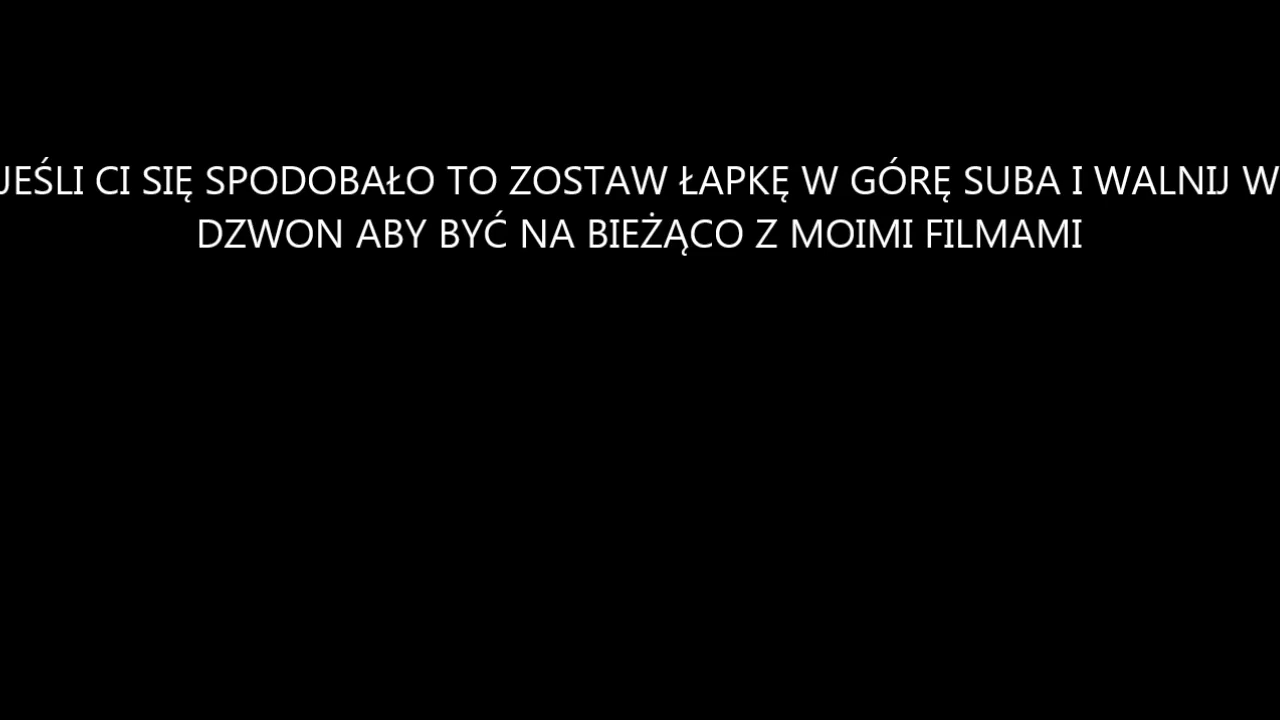 JEŚLI CI SIĘ SPODOBAŁO TO ZOSTAW ŁAPKĘ W GÓRĘ SUBA I WALNIJ W
DZWON ABY BYĆ NA BIEŻĄCO Z MOIMI FILMAMI